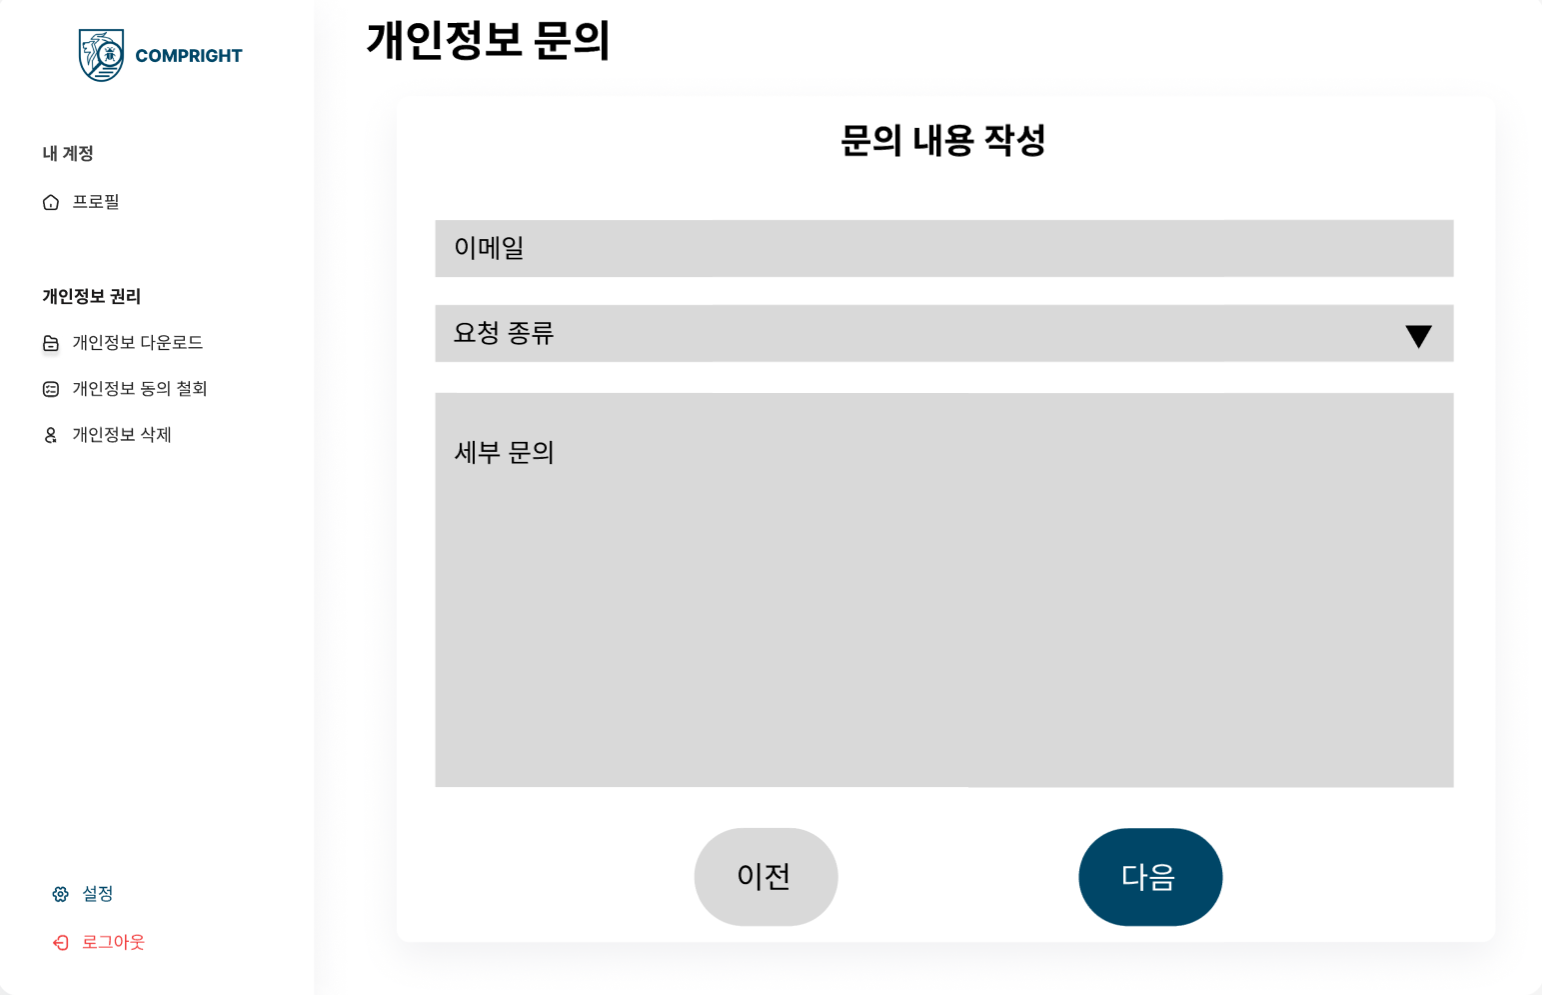 COMPRIGHT
내 계정
프로필
개인정보 권리
개인정보 다운로드
개인정보 동의 철회
개인정보 삭제
설정
로그아웃
개인정보 문의
문의 내용 작성
이메일
요청 종류
세부 문의
이전
다음